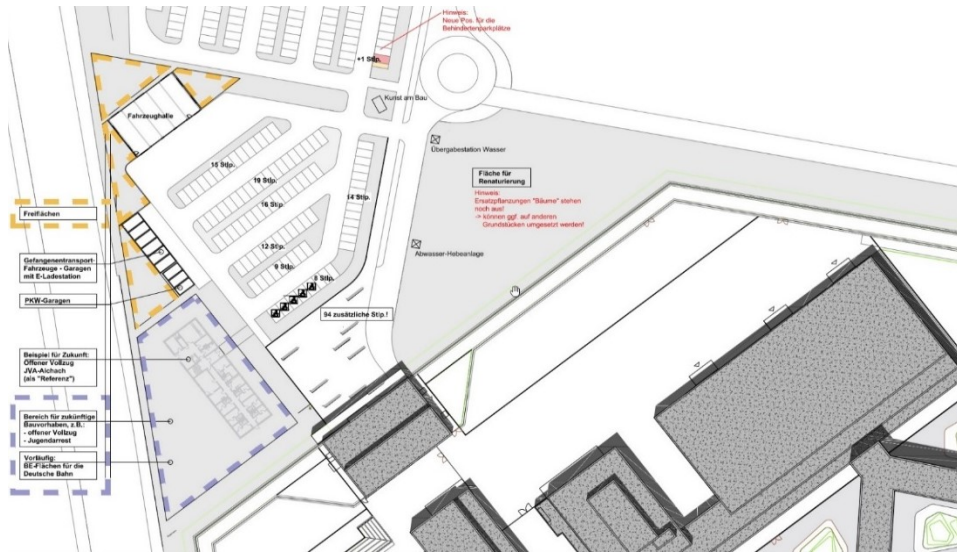 Hinweis:
Neue Pos. für die
Behindertenparkplätze
+1 Stlp.
Kunst am Bau
Fahrzeughalle
Übergabestation Wasser
15 Stlp.
19 Stlp.
16 Stlp.
14 Stlp.
Fläche für
Renaturierung
Hinweis:
Ersatzpflanzungen "Bäume" stehen
noch aus!
-> können ggf. auf anderen
Grundstücken umgesetzt werden!
Freiflächen
12 Stlp.
9 Stlp.
8 Stlp.
Abwasser-Hebeanlage
Gefangenentransport-
Fahrzeuge - Garagen
mit E-Ladestation
PKW-Garagen
94 zusätzliche Stlp.!
Beispiel für Zukunft:
Offener Vollzug
JVA-Aichach
(als "Referenz")
Bereich für zukünftige
Bauvorhaben, z.B.:
- offener Vollzug
- Jugendarrest
Vorläufig:
BE-Flächen für die
Deutsche Bahn